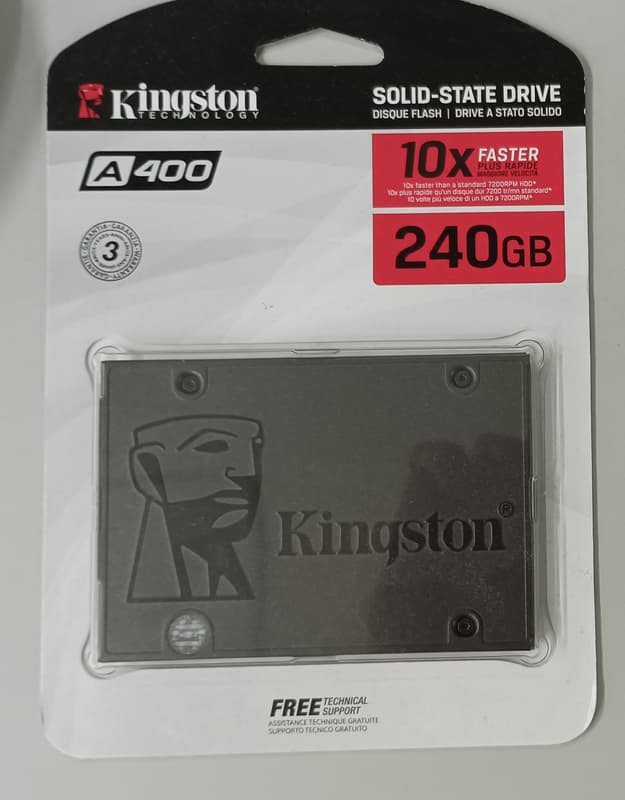 Kingston
TECHNOLOGY
SOLID-STATE DRIVE
DISQUE FLASH | DRIVE A STATO SOLIDO
A400
10x FASTER
PLUS RAPIDE
MAGGIORE VELOCITÀ
10x faster than a standard 7200RPM HDD*
10x plus rapide qu'un disque dur 7200 tr/mn standard*
10 volte più veloce di un HDD a 7200RPM*
3
240GB
Kingston®
FREE TECHNICAL SUPPORT
ASSISTANCE TECHNIQUE GRATUITE
SUPPORTO TECNICO GRATUITO